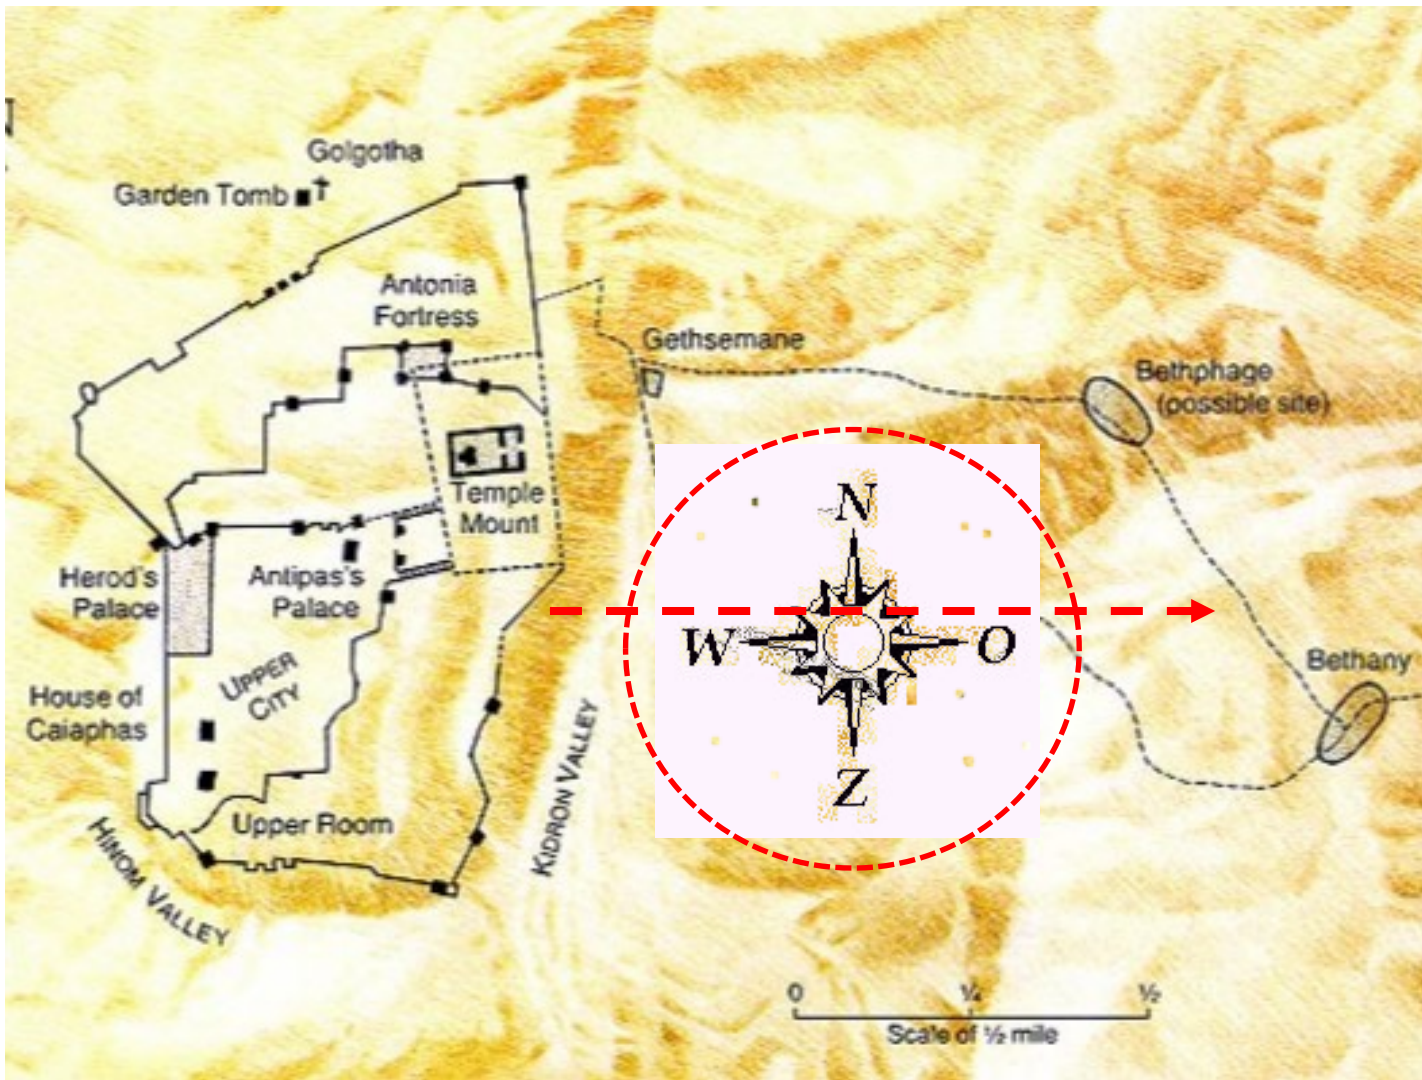 Golgotha
Garden Tomb
Antonia
Fortress
Gethsemane
Bethphage
(possible site)
Temple
Mount
N
W
O
Z
Herod's
Palace
Antipas's
Palace
UPPER
CITY
House of
Caiaphas
Bethany
KIDRON VALLEY
Upper Room
HINOM VALLEY
0 ¼ ½
Scale of ½ mile